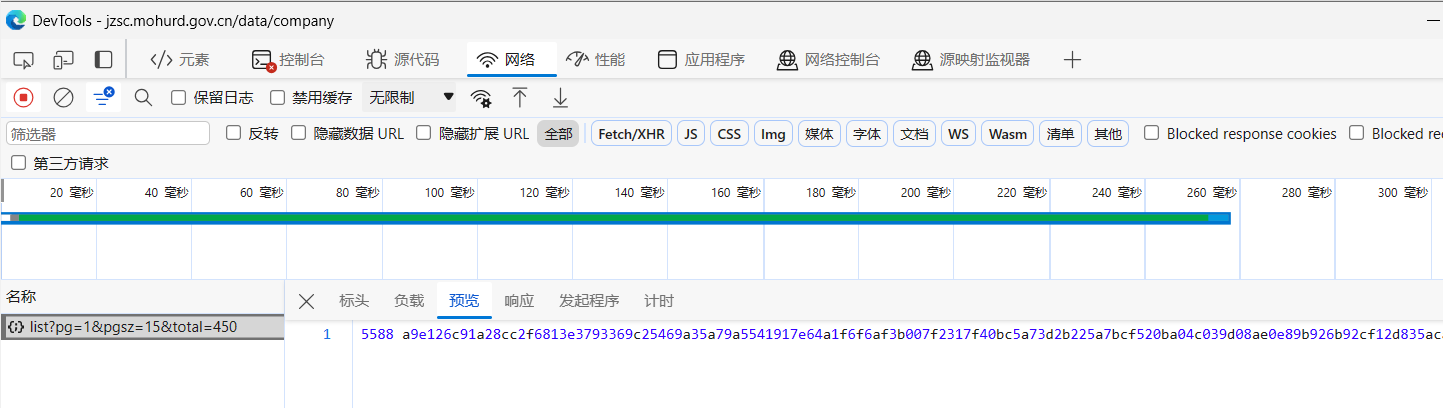 DevTools - jzsc.mohurd.gov.cn/data/company
元素 控制台 源代码 网络 性能 应用程序 网络控制台 源映射监视器
保留日志 禁用缓存 无限制
筛选器 反转 隐藏数据 URL 隐藏扩展 URL 全部 Fetch/XHR JS CSS Img 媒体 字体 文档 WS Wasm 清单 其他 Blocked response cookies Blocked re
第三方请求
20 毫秒 40 毫秒 60 毫秒 80 毫秒 100 毫秒 120 毫秒 140 毫秒 160 毫秒 180 毫秒 200 毫秒 220 毫秒 240 毫秒 260 毫秒 280 毫秒 300 毫秒
名称 标头 负载 预览 响应 发起程序 计时
list?pg=1&pgsz=15&total=450 1 5588 a9e126c91a28cc2f6813e3793369c25469a35a79a5541917e64a1f6f6af3b007f2317f40bc5a73d2b225a7bcf520ba04c039d08ae0e89b926b92cf12d835ac